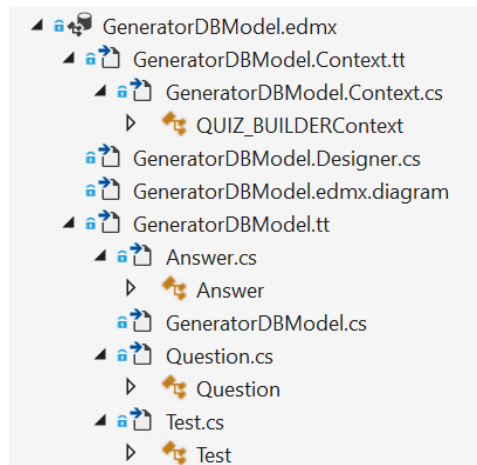 GeneratorDBModel.edmx
GeneratorDBModel.Context.tt
GeneratorDBModel.Context.cs
QUIZ_BUILDERContext
GeneratorDBModel.Designer.cs
GeneratorDBModel.edmx.diagram
GeneratorDBModel.tt
Answer.cs
Answer
GeneratorDBModel.cs
Question.cs
Question
Test.cs
Test